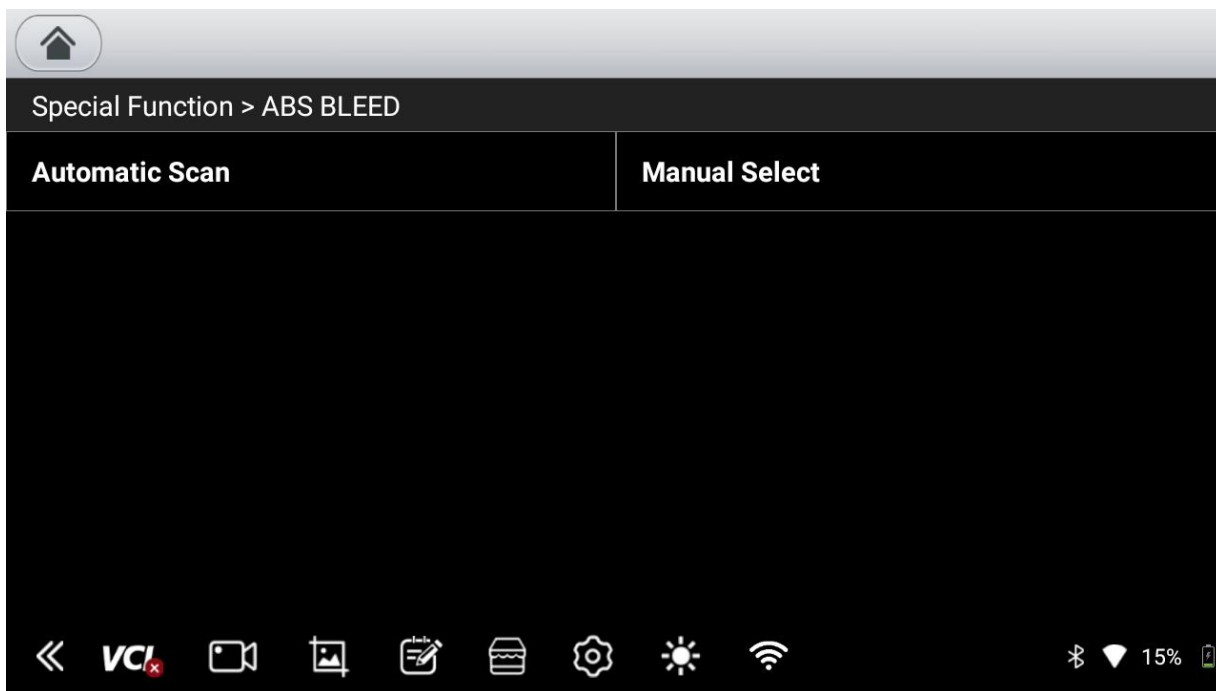 Special Function > ABS BLEED
Automatic Scan
Manual Select
VCI
15%